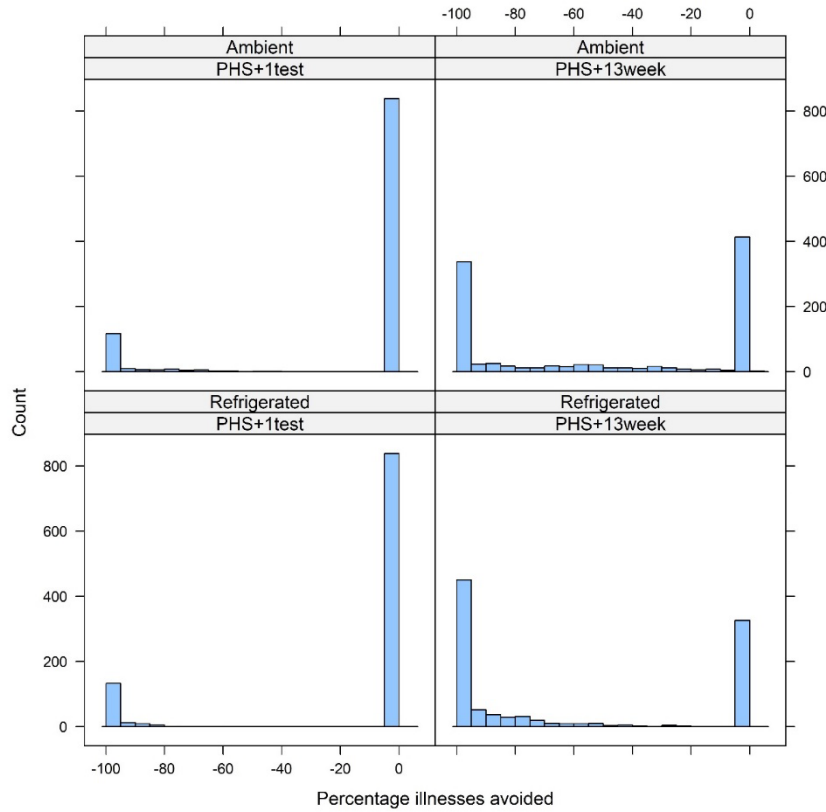 -100 -80 -60 -40 -20 0
Ambient Ambient
PHS+1test PHS+13week
800
600
400
200
0
Count
Refrigerated Refrigerated
PHS+1test PHS+13week
800
600
400
200
0
-100 -80 -60 -40 -20 0
Percentage illnesses avoided